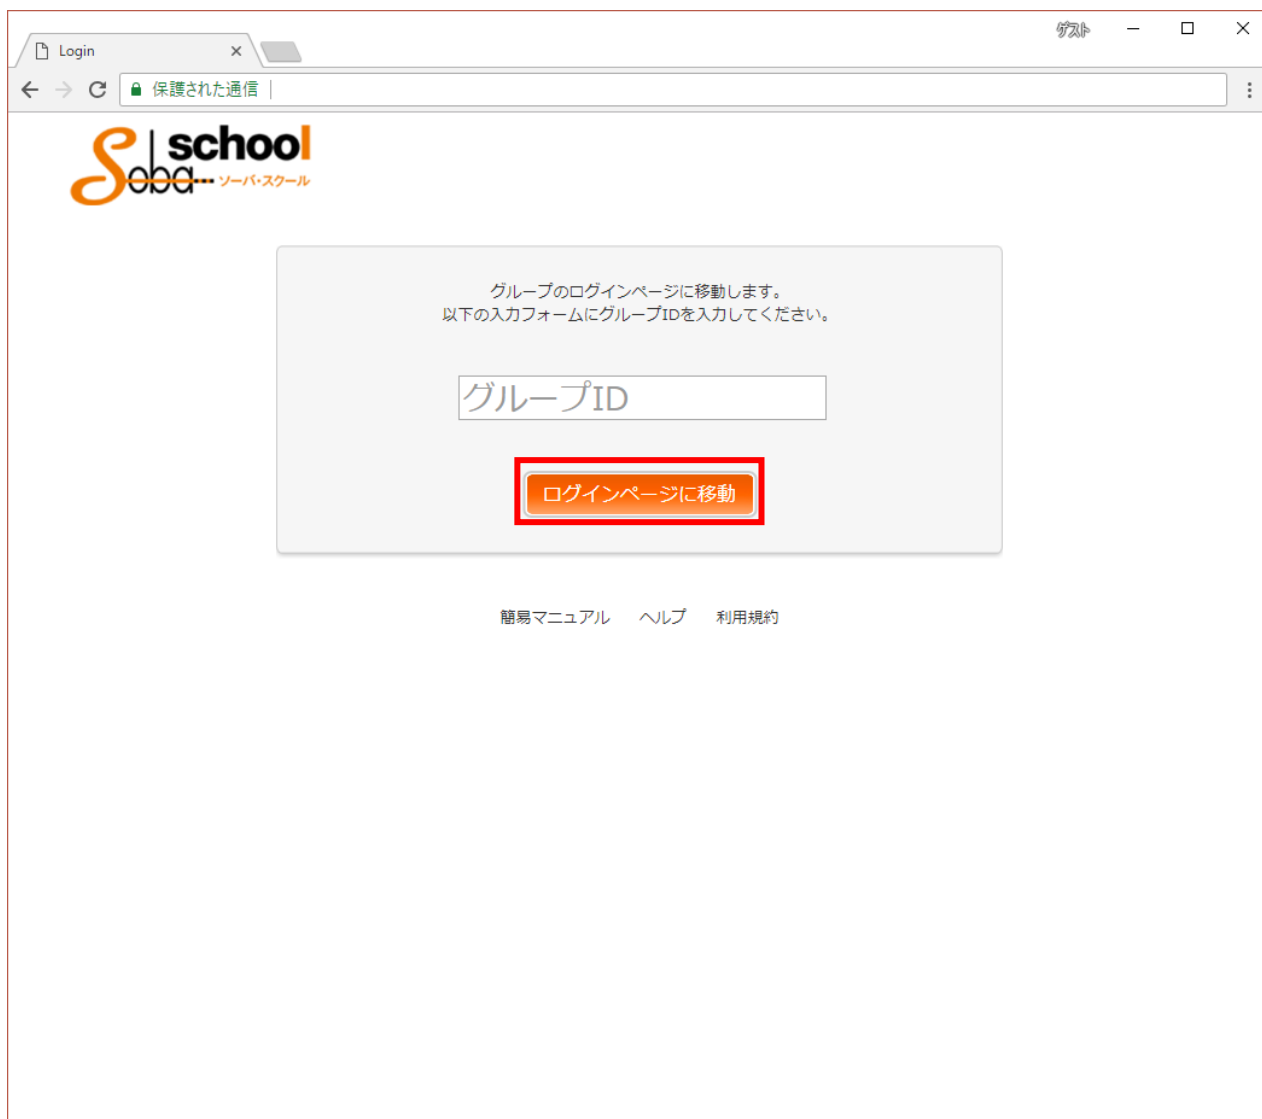 ゲスト
Login
保護された通信
Soba school
ソーバ・スクール
グループのログインページに移動します。
以下の入力フォームにグループIDを入力してください。
グループID
ログインページに移動
簡易マニュアル ヘルプ 利用規約